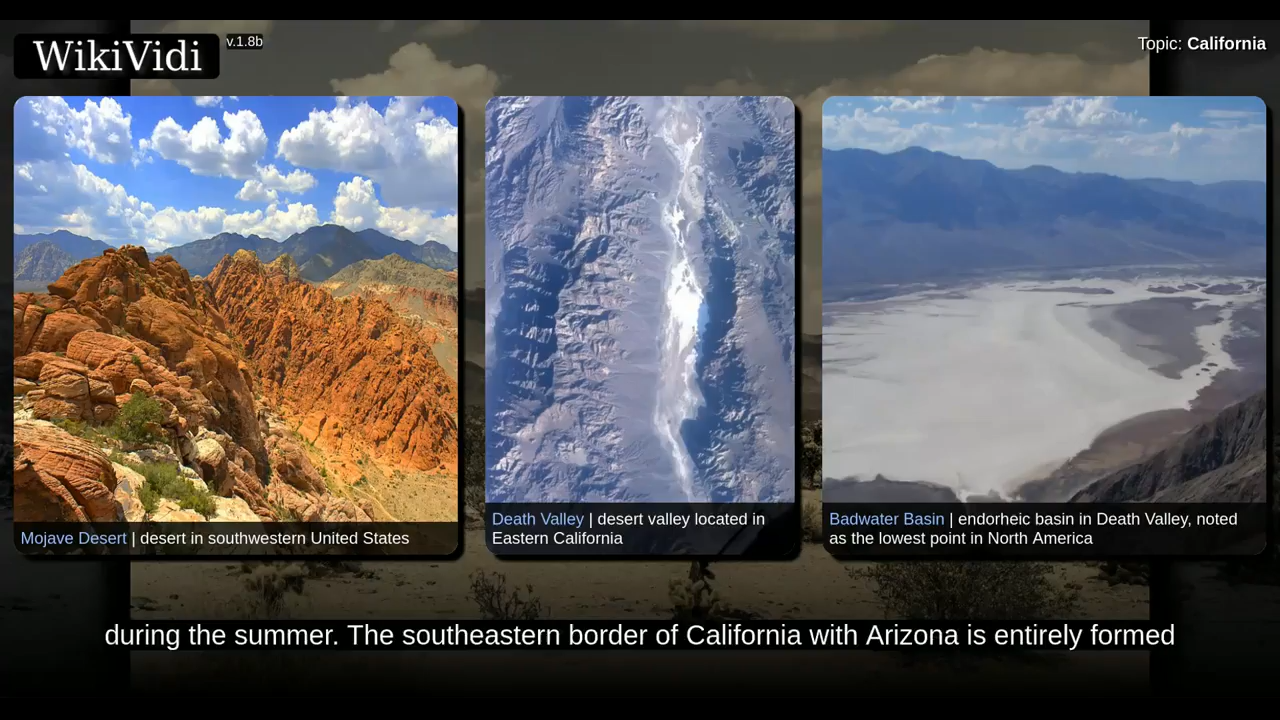 WikiVidi
v.1.8b
Topic: California
Mojave Desert | desert in southwestern United States
Death Valley | desert valley located in
Eastern California
Badwater Basin | endorheic basin in Death Valley, noted
as the lowest point in North America
during the summer. The southeastern border of California with Arizona is entirely formed